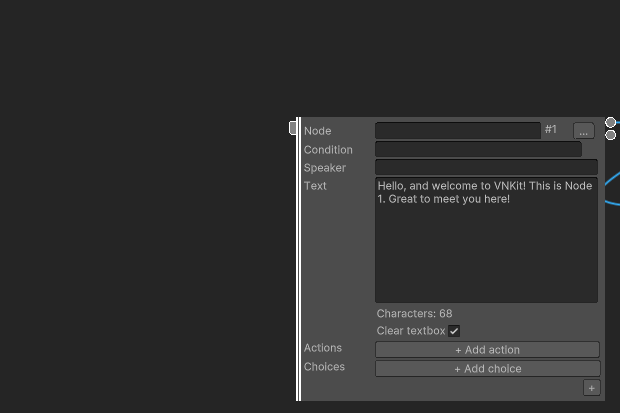 Node #1 ...
Condition
Speaker
Text
Hello, and welcome to VNKit! This is Node
1. Great to meet you here!
Characters: 68
Clear textbox
Actions + Add action
Choices + Add choice
+